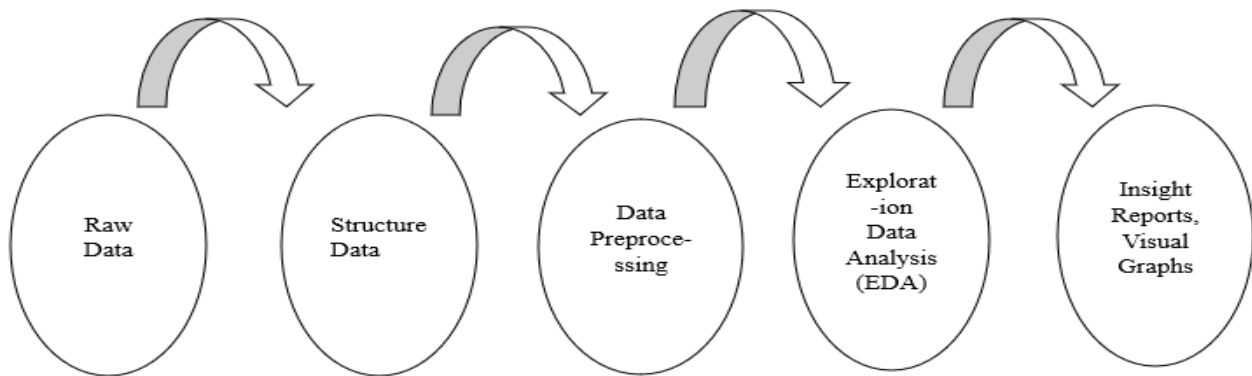 Raw
Data
Structure
Data
Data
Preproce-
ssing
Explorat
-ion
Data
Analysis
(EDA)
Insight
Reports,
Visual
Graphs